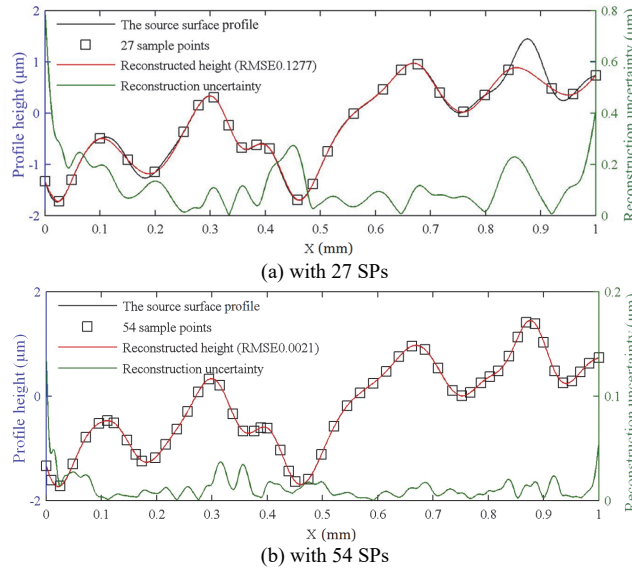 2
1
0
-1
-2
Profile height (μm)
The source surface profile
27 sample points
Reconstructed height (RMSE0.1277)
Reconstruction uncertainty
0.8
0.6
0.4
0.2
0
Reconstruction uncertainty
0 0.1 0.2 0.3 0.4 0.5 0.6 0.7 0.8 0.9 1
X (mm)
(a) with 27 SPs
2
0
-2
Profile height (μm)
The source surface profile
54 sample points
Reconstructed height (RMSE0.0021)
Reconstruction uncertainty
0.2
0.1
0
Reconstruction uncertainty
0 0.1 0.2 0.3 0.4 0.5 0.6 0.7 0.8 0.9 1
X (mm)
(b) with 54 SPs